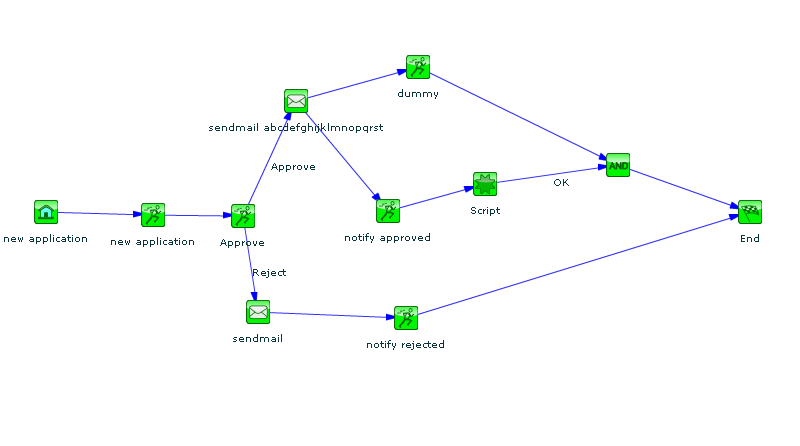 dummy
sendmail abcdefghijklmnopqrst
Approve
AND
OK
Script
new application
new application
Approve
notify approved
End
Reject
sendmail
notify rejected